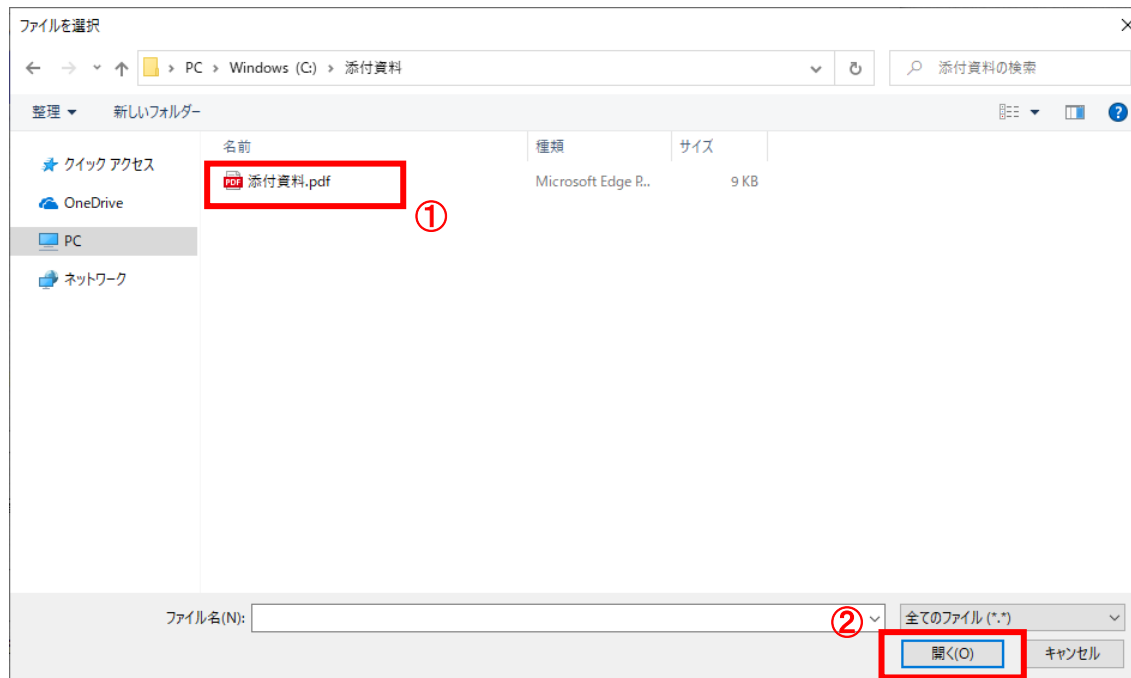 ファイルを選択
PC › Windows (C:) › 添付資料
添付資料の検索
整理 新しいフォルダー
名前 種類 サイズ
クイック アクセス
PDF 添付資料.pdf Microsoft Edge P... 9 KB
①
OneDrive
PC
ネットワーク
ファイル名(N):
②
全てのファイル (*.*)
開く(O) キャンセル